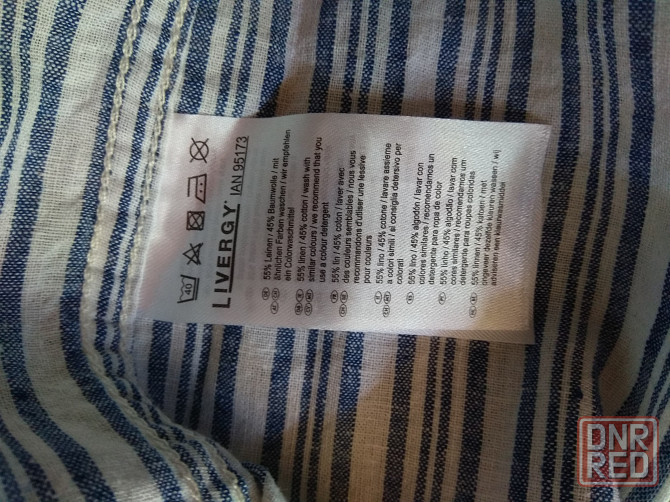 40
LIVERGY® IAN 95173
55% Leinen / 45% Baumwolle / mit
ähnlichen Farben waschen / wir empfehlen
ein Colorwaschmittel
55% linen / 45% cotton / wash with
similar colours / we recommend that you
use a colour detergent
55% lin / 45% coton / laver avec
des couleurs semblables / nous vous
recommandons d'utiliser une lessive
pour couleurs
55% lino / 45% cotone / lavare assieme
a colori simili / si consiglia detersivo per
colorati
55% lino / 45% algodón / lavar con
colores similares / recomendamos un
detergente para ropa de color
55% linho / 45% algodão / lavar com
cores similares / recomendamos um
detergente para roupas coloridas
55% linnen / 45% katoen / met
ongeveer dezelfde kleuren wassen / wij
adviseren een kleurwasmiddel
DNR
RED